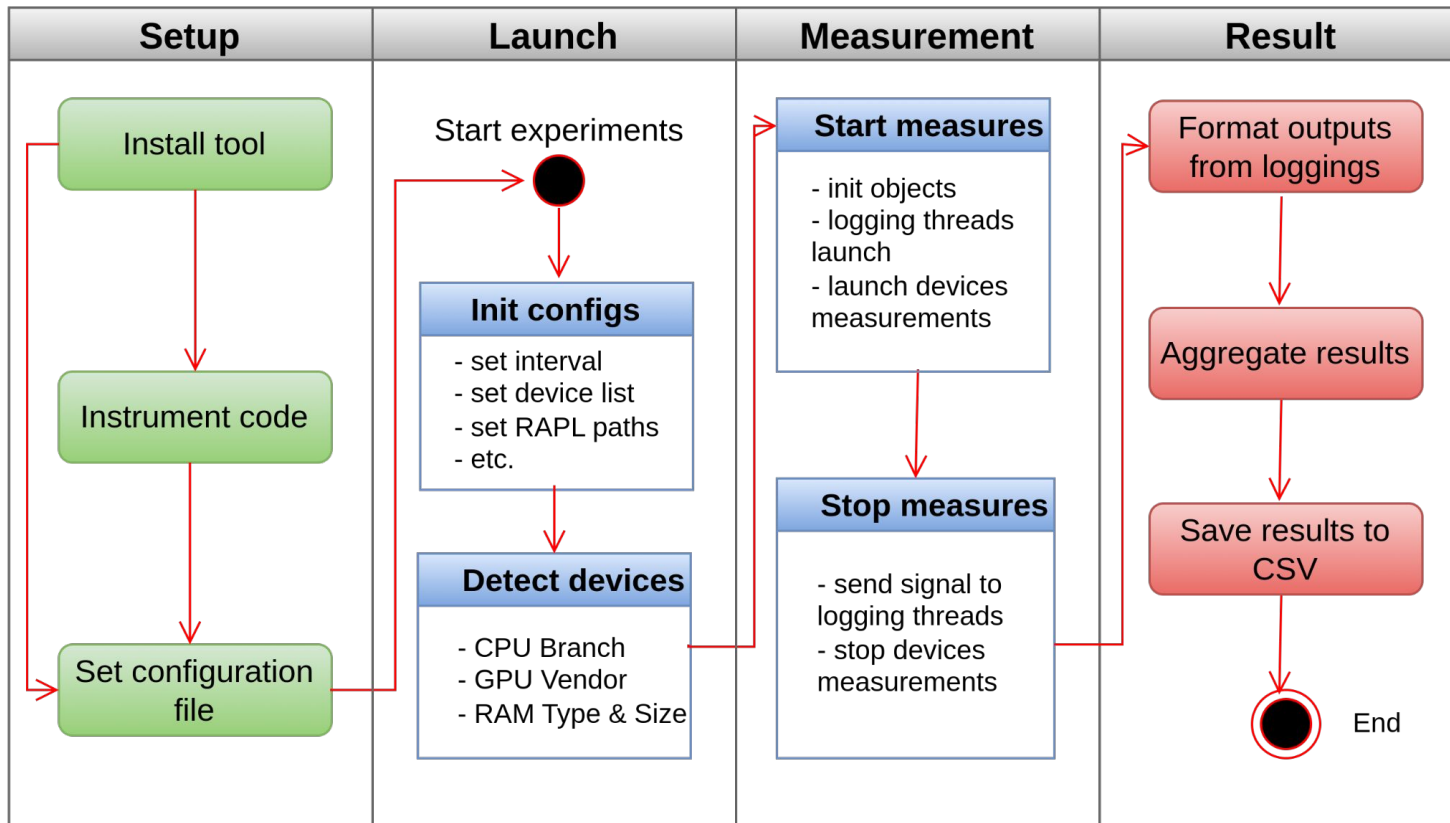 Setup
Launch
Measurement
Result
Install tool
Instrument code
Set configuration
file
Start experiments
Init configs
- set interval
- set device list
- set RAPL paths
- etc.
Detect devices
- CPU Branch
- GPU Vendor
- RAM Type & Size
Start measures
- init objects
- logging threads
launch
- launch devices
measurements
Stop measures
- send signal to
logging threads
- stop devices
measurements
Format outputs
from loggings
Aggregate results
Save results to
CSV
End